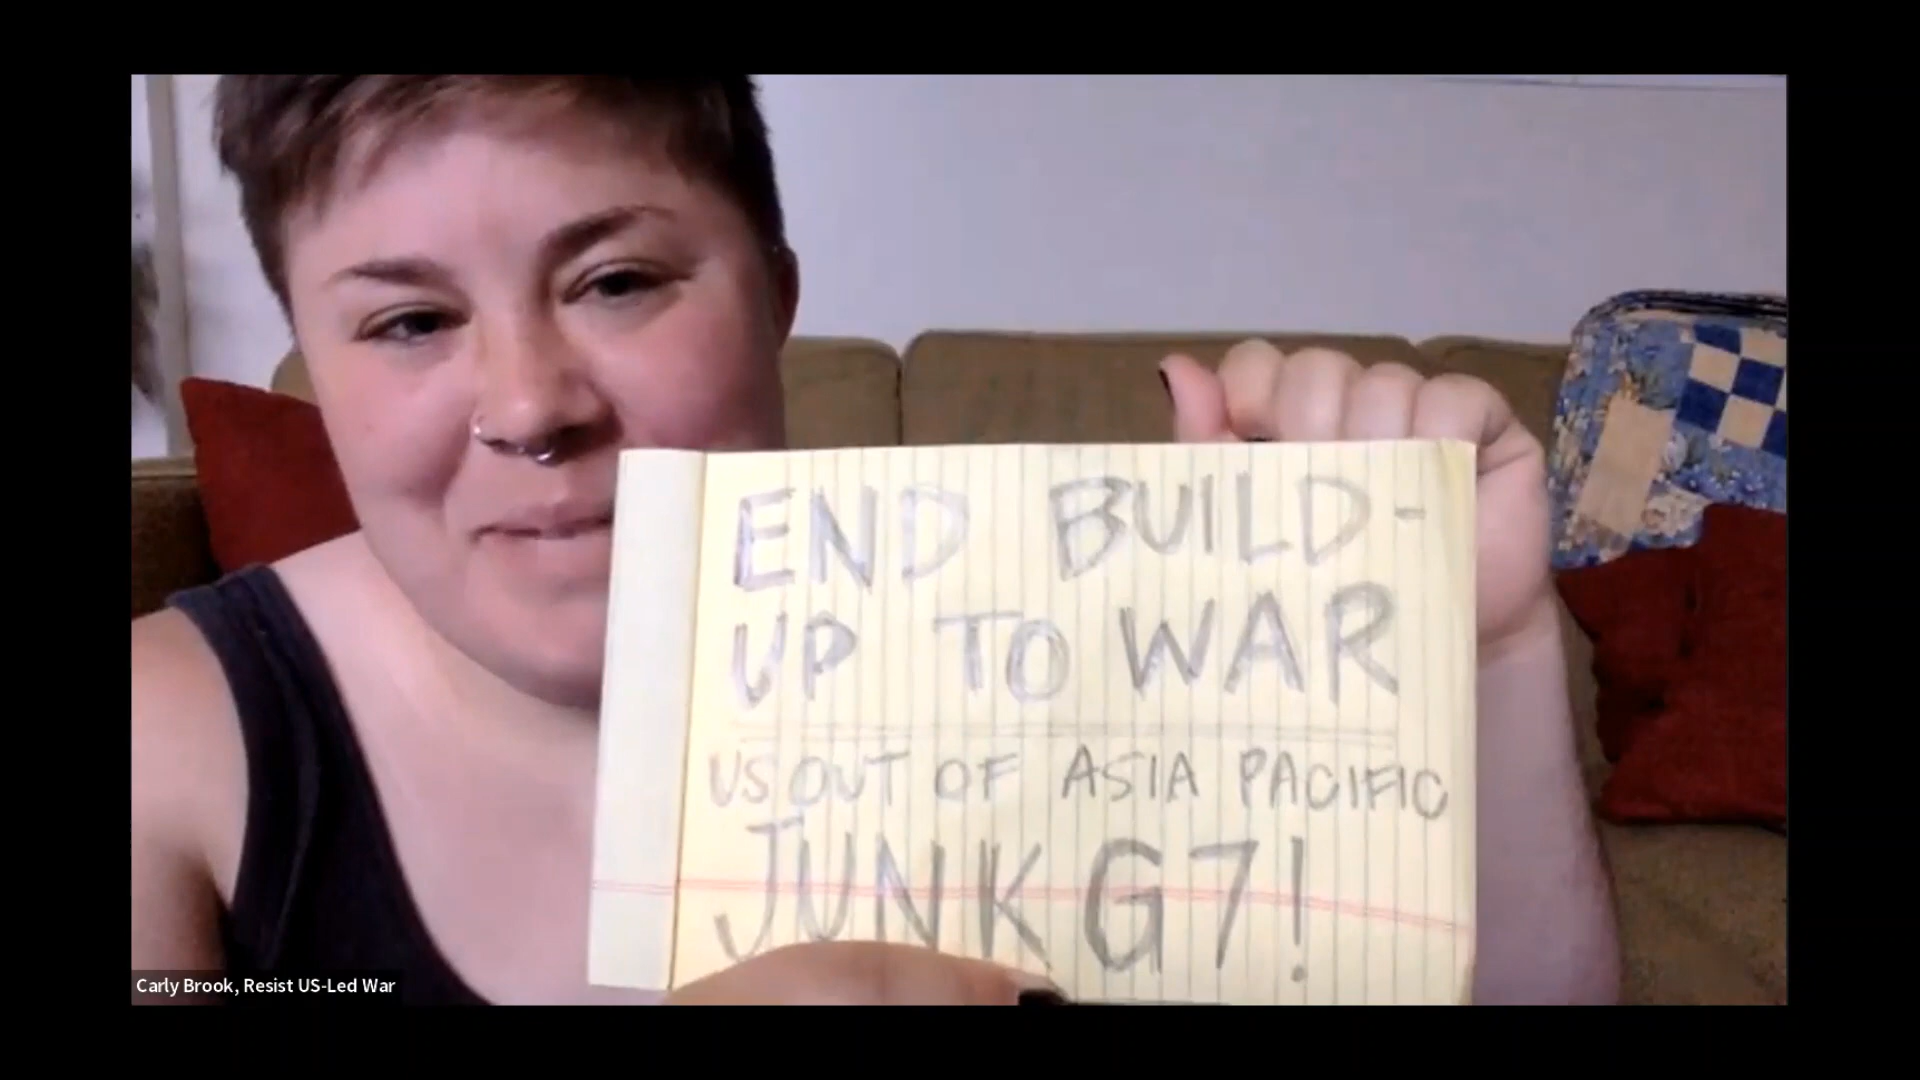 END BUILD-
UP TO WAR
US OUT OF ASIA PACIFIC
JUNK G7!
Carly Brook, Resist US-Led War